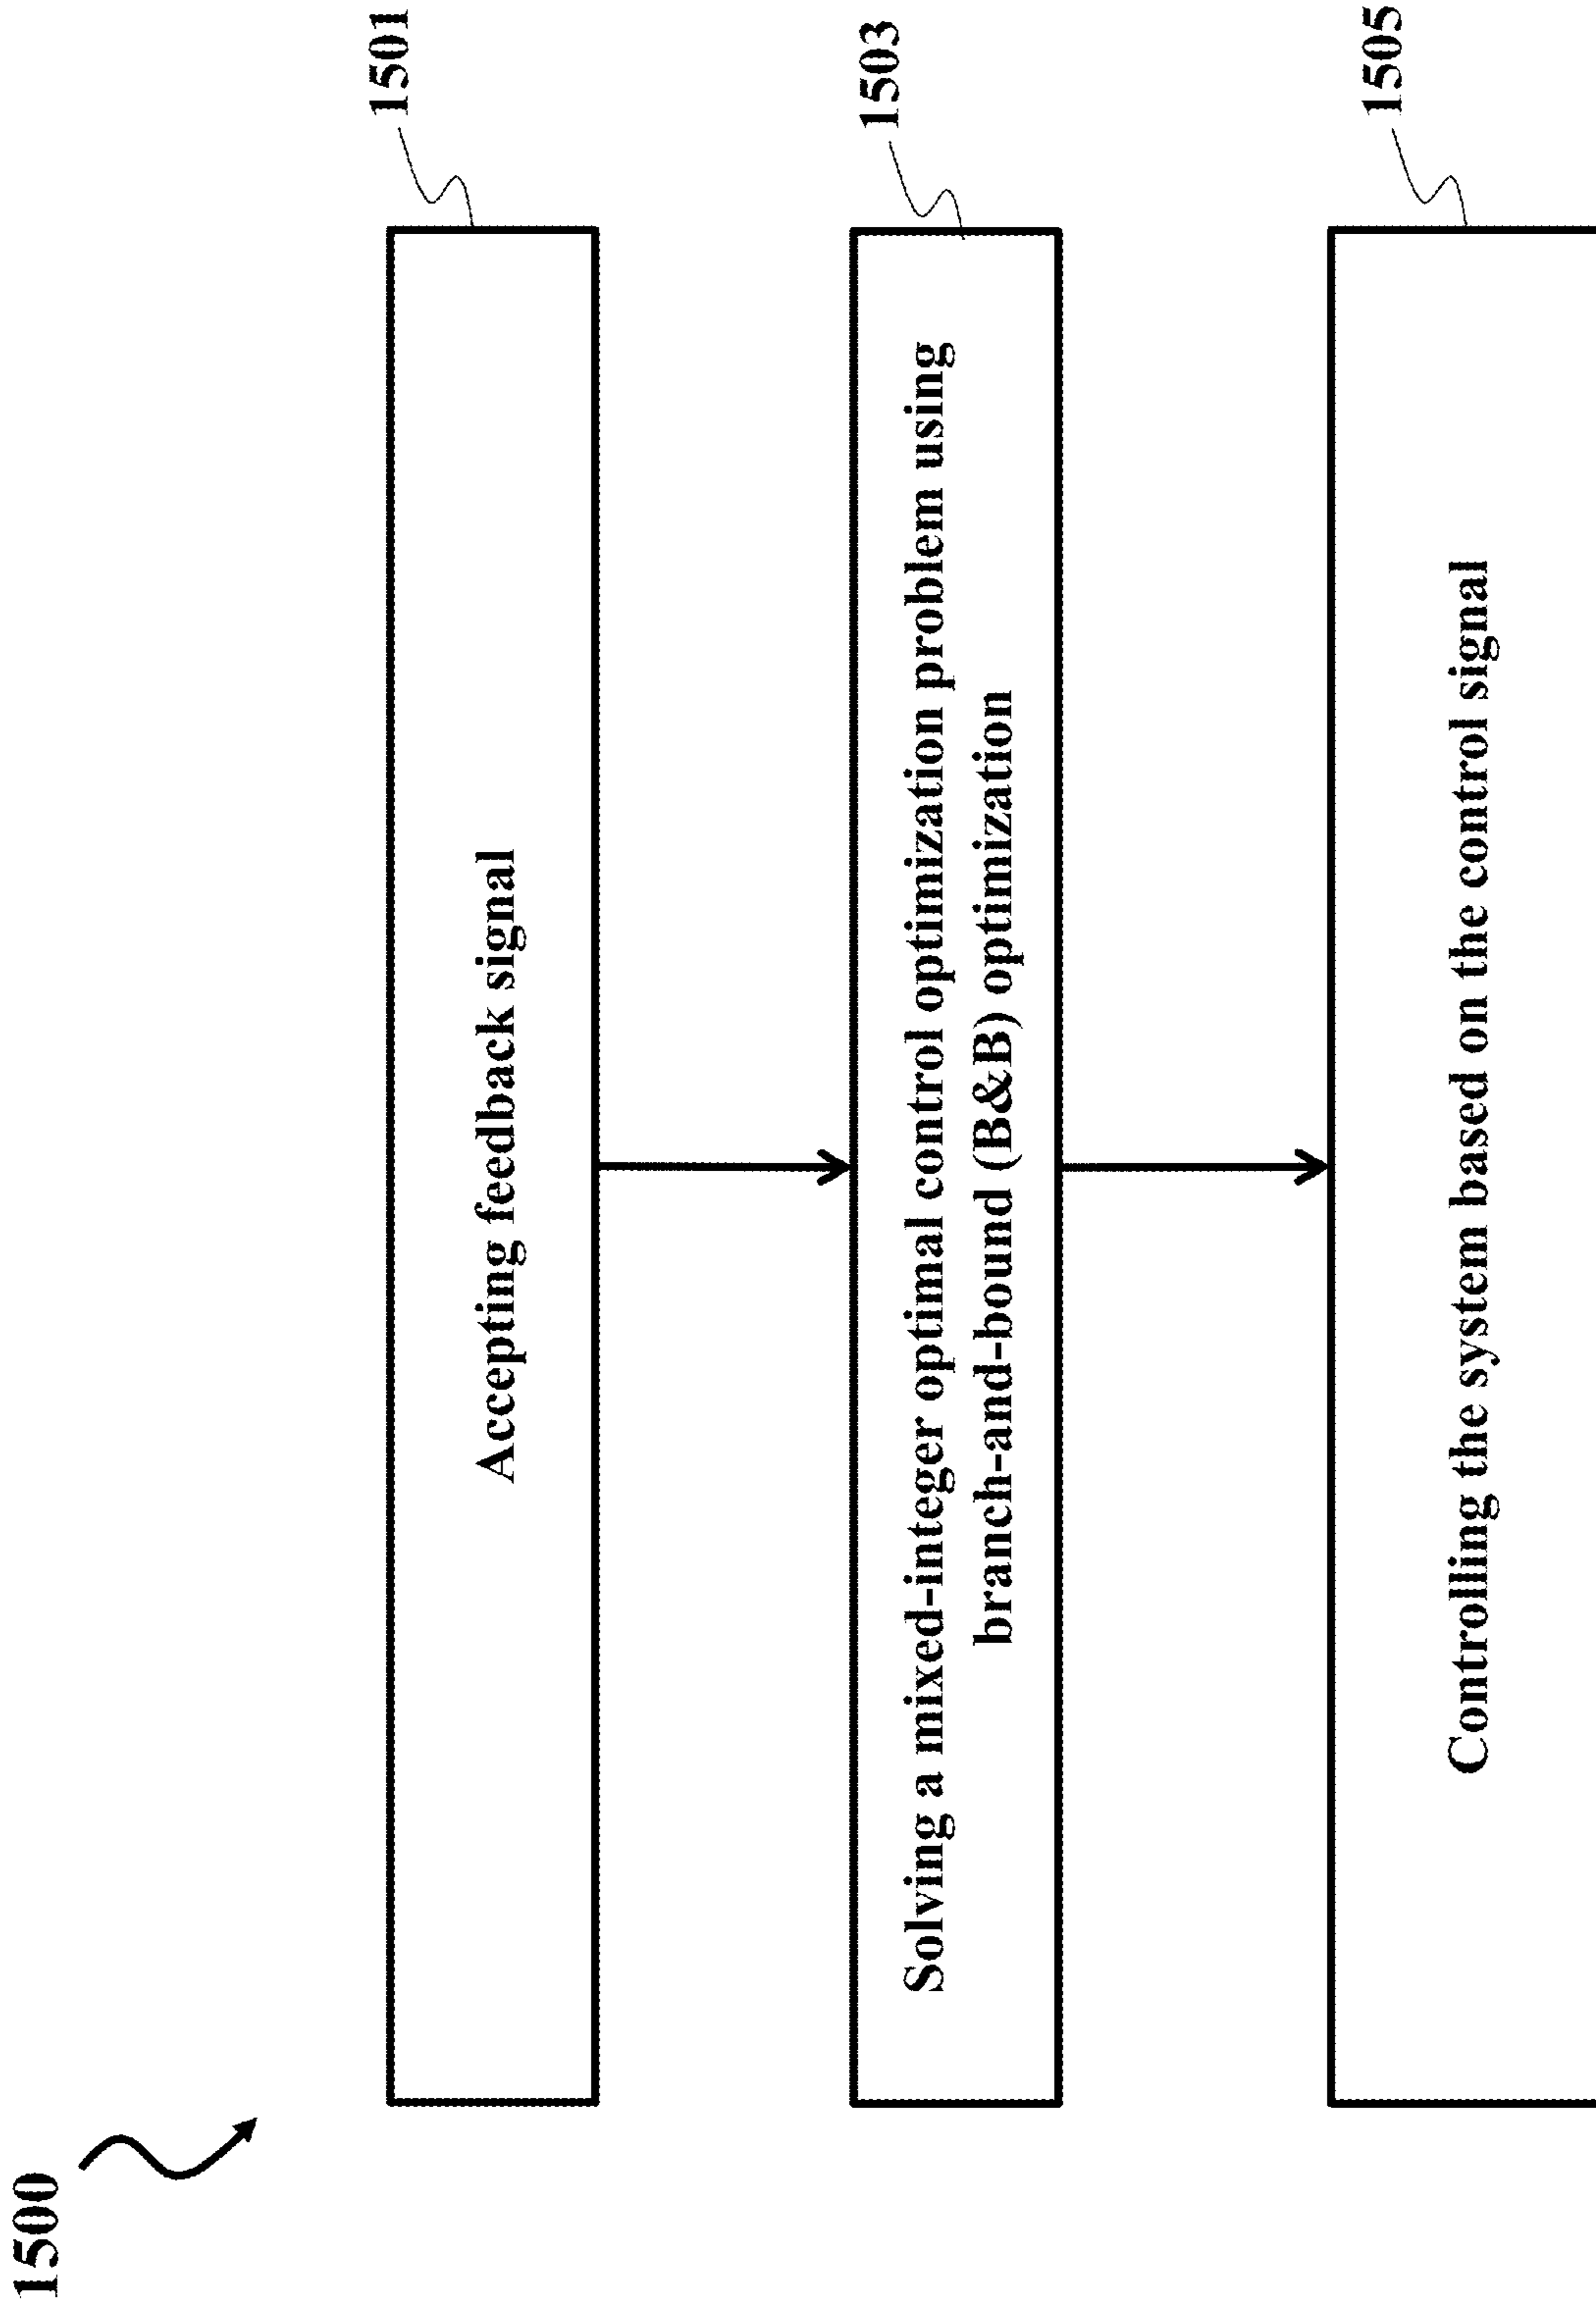 1500
1501
Accepting feedback signal
1503
Solving a mixed-integer optimal control optimization problem using
branch-and-bound (B&B) optimization
1505
Controlling the system based on the control signal